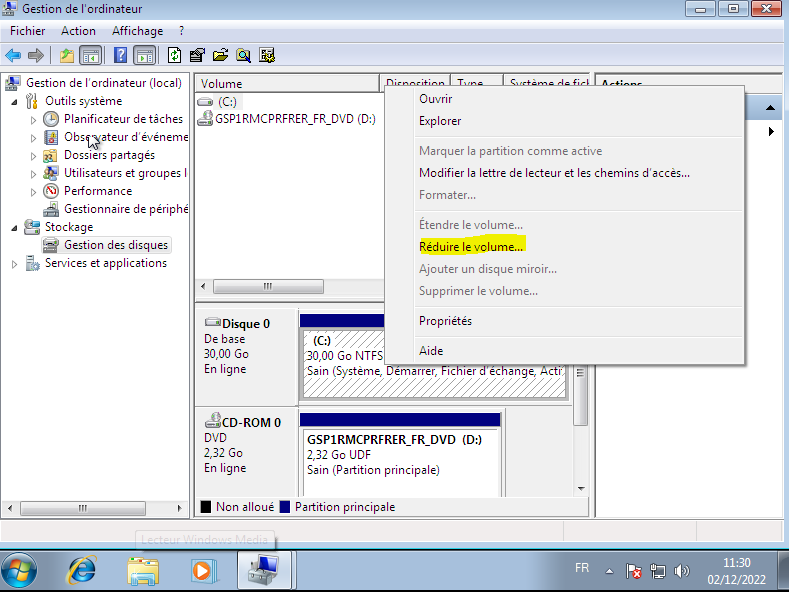 Gestion de l'ordinateur
Fichier Action Affichage ?
Gestion de l'ordinateur (local)
Outils système
Planificateur de tâches
Observateur d'événeme
Dossiers partagés
Utilisateurs et groupes l
Performance
Gestionnaire de périphé
Stockage
Gestion des disques
Services et applications
Volume Disposition Type Système de fich
(C:)
GSP1RMCPRFRER_FR_DVD (D:)
Actions
Ouvrir
Explorer
Marquer la partition comme active
Modifier la lettre de lecteur et les chemins d'accès...
Formater...
Étendre le volume...
Réduire le volume...
Ajouter un disque miroir...
Supprimer le volume...
Propriétés
Aide
Disque 0
De base
30,00 Go
En ligne
(C:)
30,00 Go NTFS
Sain (Système, Démarrer, Fichier d'échange, Acti
CD-ROM 0
DVD
2,32 Go
En ligne
GSP1RMCPRFRER_FR_DVD (D:)
2,32 Go UDF
Sain (Partition principale)
Non alloué Partition principale
Lecteur Windows Media
FR
11:30
02/12/2022